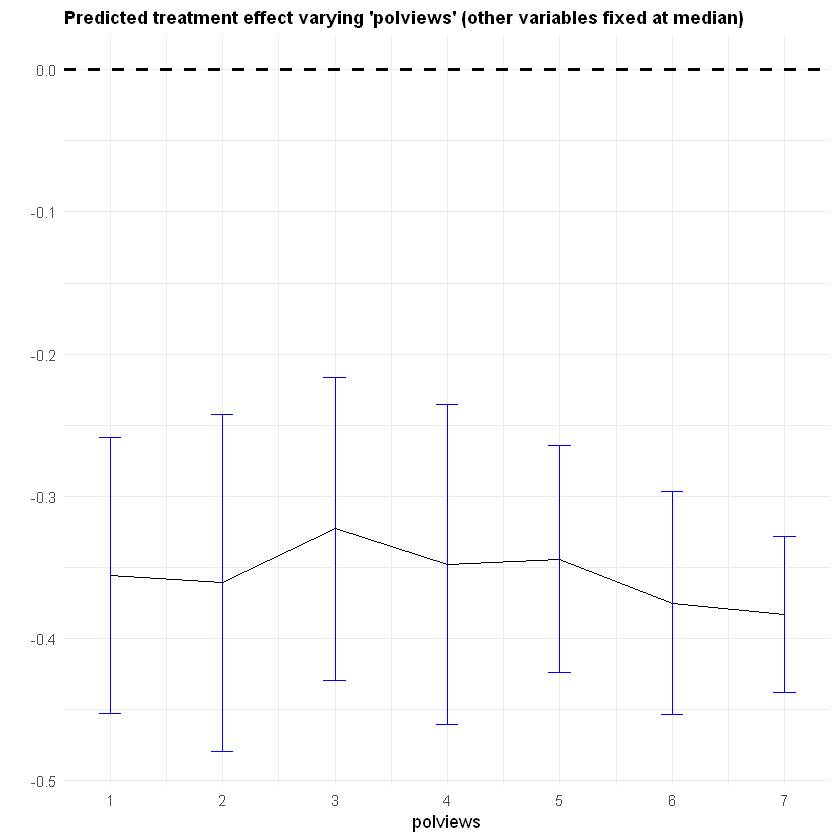 Predicted treatment effect varying 'polviews' (other variables fixed at median)
0.0
-0.1
-0.2
-0.3
-0.4
-0.5
1 2 3 4 5 6 7
polviews